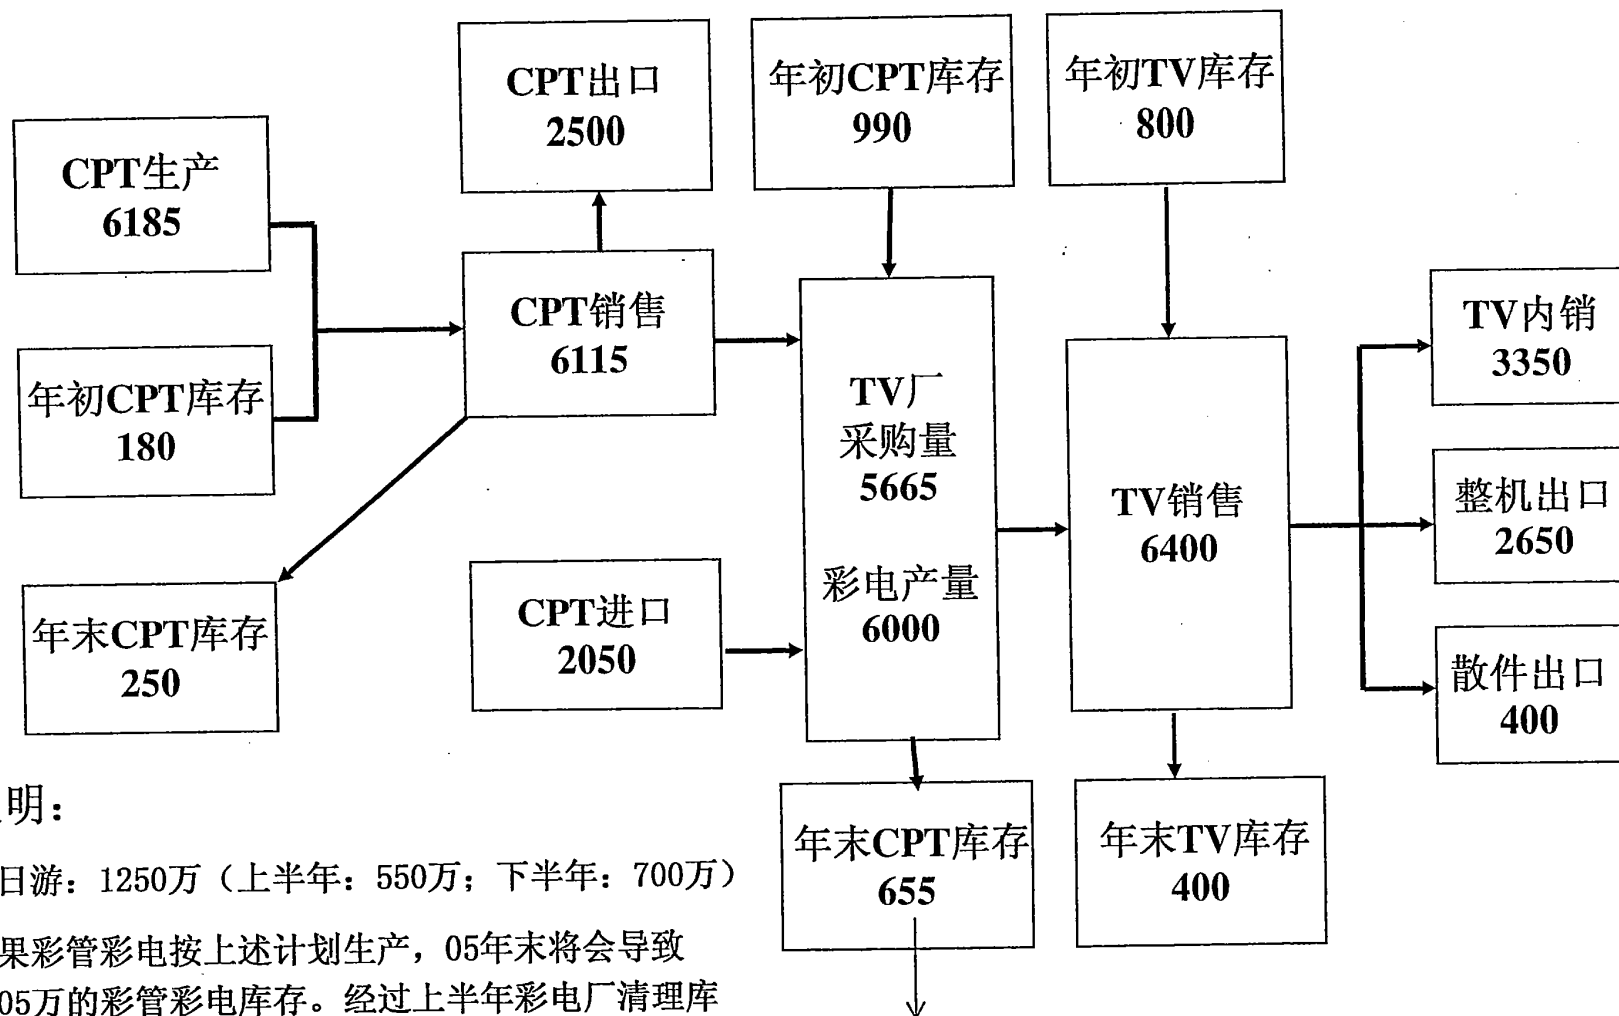 CPT生产
6185
年初CPT库存
180
年末CPT库存
250
CPT出口
2500
CPT销售
6115
CPT进口
2050
年初CPT库存
990
TV厂
采购量
5665
彩电产量
6000
年末CPT库存
655
年初TV库存
800
TV销售
6400
年末TV库存
400
TV内销
3350
整机出口
2650
散件出口
400
明：
日游：1250万（上半年：550万；下半年：700万）
果彩管彩电按上述计划生产，05年末将会导致
05万的彩管彩电库存。经过上半年彩电厂清理库